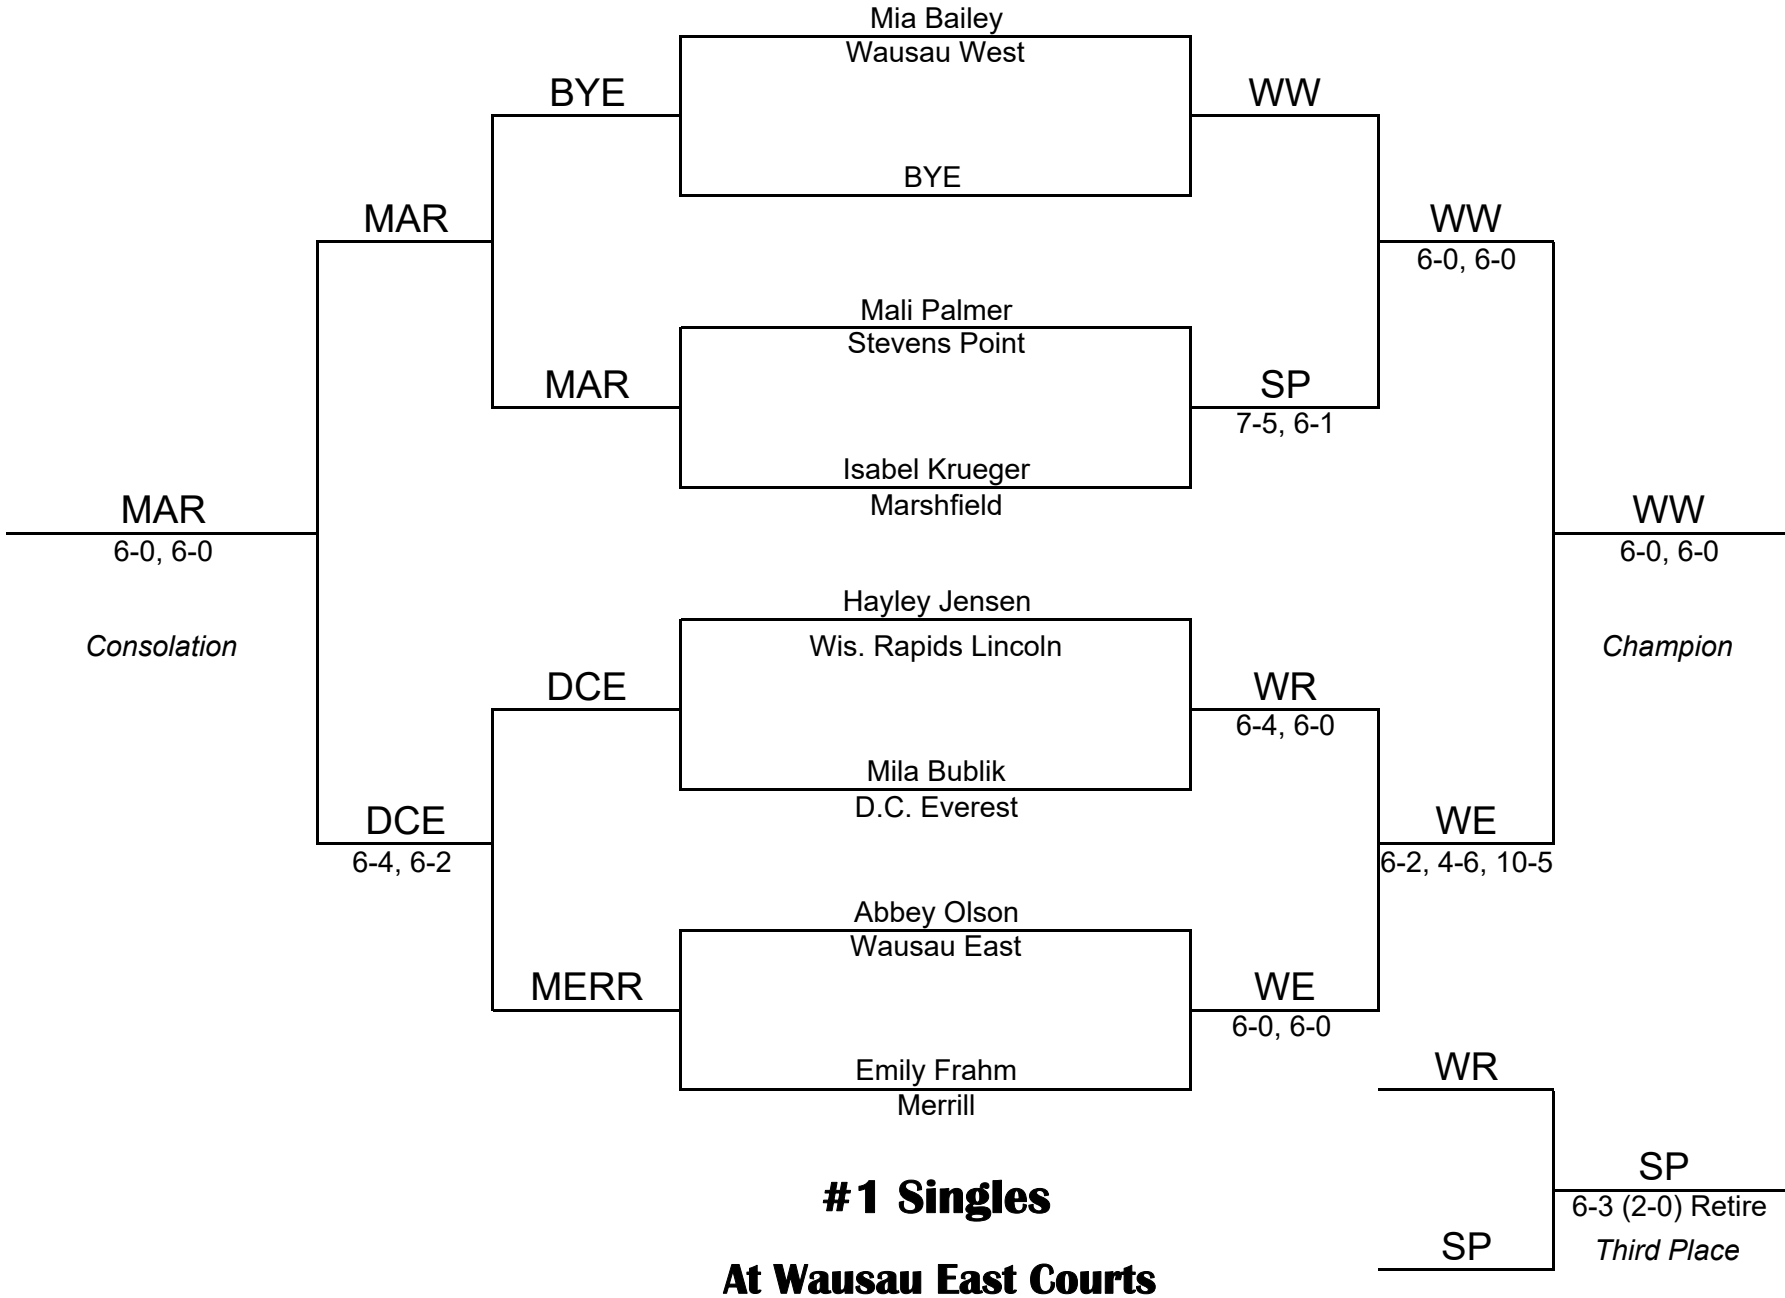 Mia Bailey
Wausau West
BYE
WW
BYE
MAR
WW
6-0, 6-0
Mali Palmer
Stevens Point
MAR
SP
7-5, 6-1
Isabel Krueger
Marshfield
MAR
6-0, 6-0
WW
6-0, 6-0
Hayley Jensen
Consolation
Wis. Rapids Lincoln
Champion
DCE
WR
6-4, 6-0
Mila Bublik
D.C. Everest
DCE
6-4, 6-2
WE
6-2, 4-6, 10-5
Abbey Olson
Wausau East
MERR
WE
6-0, 6-0
Emily Frahm
Merrill
WR
SP
6-3 (2-0) Retire
Third Place
SP
#1 Singles
At Wausau East Courts